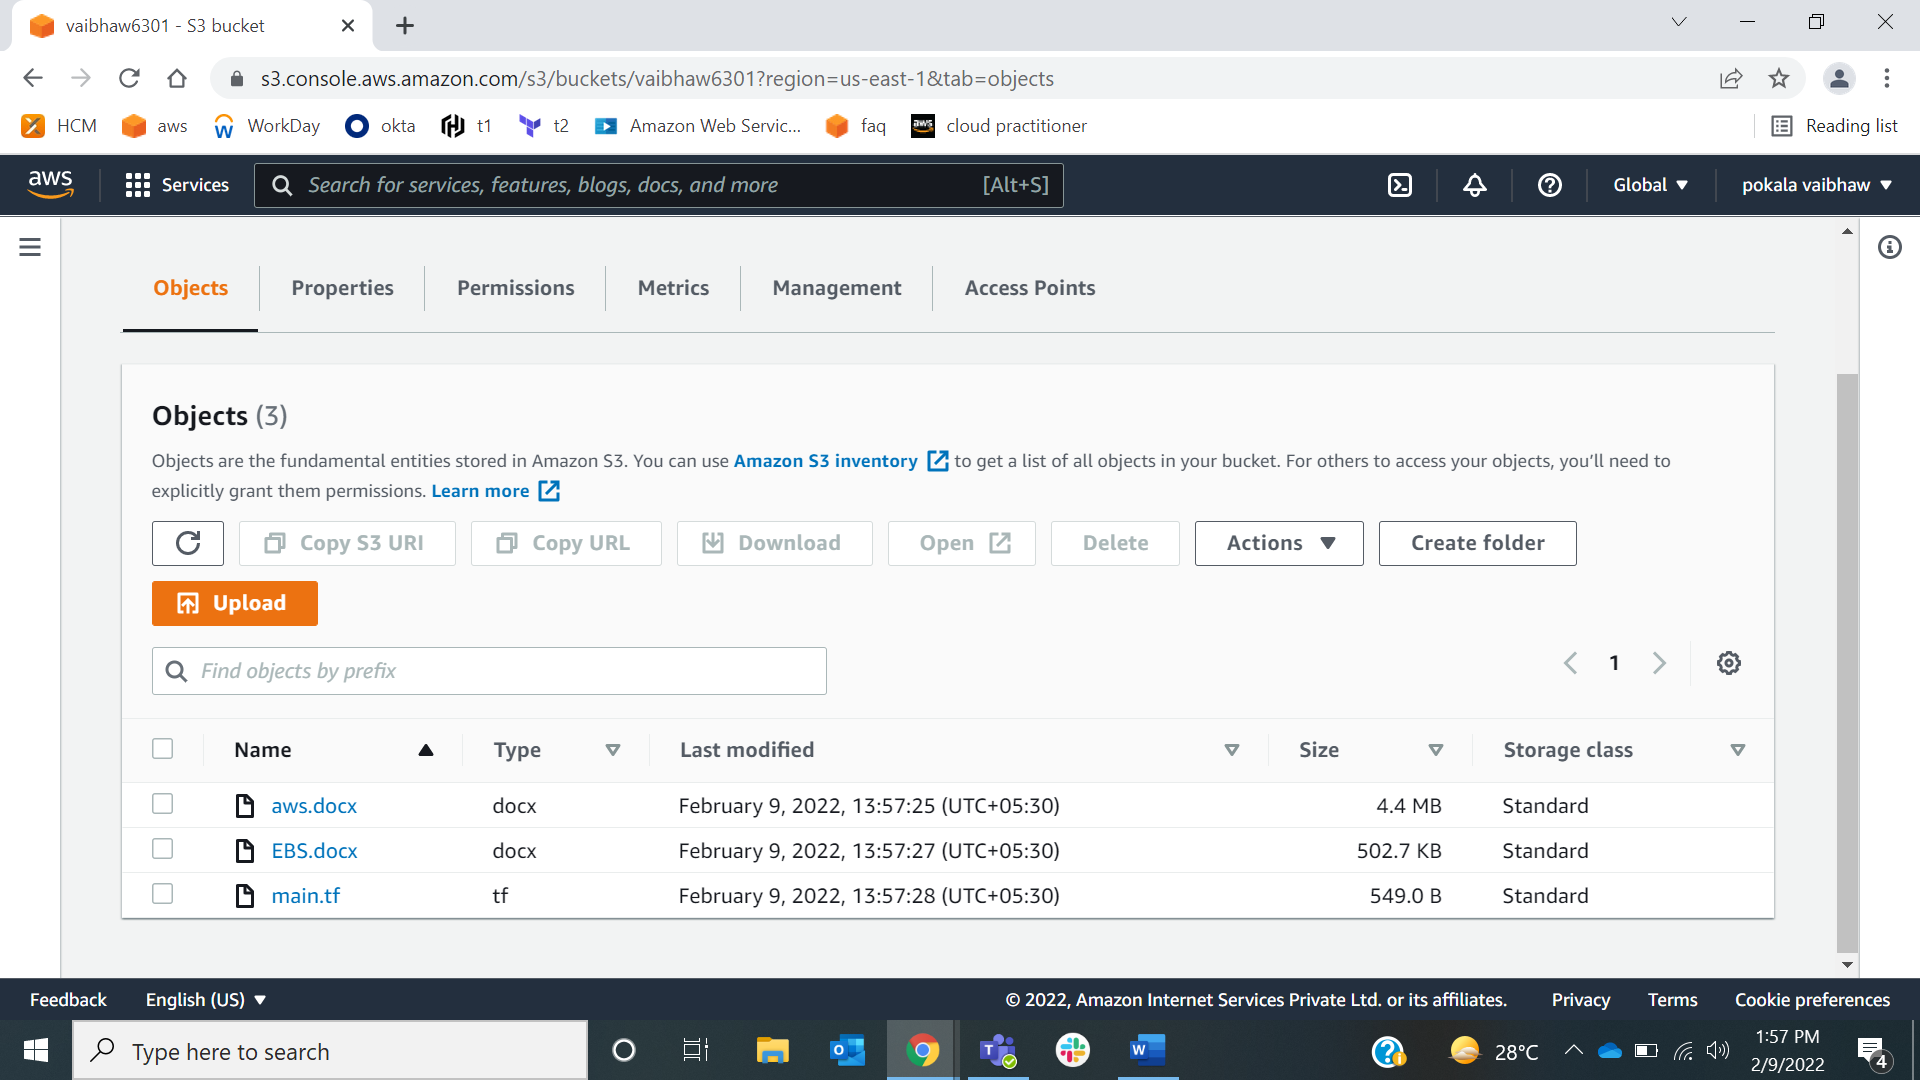 vaibhaw6301 - S3 bucket
s3.console.aws.amazon.com/s3/buckets/vaibhaw6301?region=us-east-1&tab=objects
HCM aws WorkDay okta t1 t2 Amazon Web Servic... faq cloud practitioner Reading list
aws Services Search for services, features, blogs, docs, and more [Alt+S] Global pokala vaibhaw
Objects Properties Permissions Metrics Management Access Points
Objects (3)
Objects are the fundamental entities stored in Amazon S3. You can use Amazon S3 inventory to get a list of all objects in your bucket. For others to access your objects, you’ll need to
explicitly grant them permissions. Learn more
Copy S3 URI Copy URL Download Open Delete Actions Create folder
Upload
Find objects by prefix 1
Name Type Last modified Size Storage class
aws.docx docx February 9, 2022, 13:57:25 (UTC+05:30) 4.4 MB Standard
EBS.docx docx February 9, 2022, 13:57:27 (UTC+05:30) 502.7 KB Standard
main.tf tf February 9, 2022, 13:57:28 (UTC+05:30) 549.0 B Standard
Feedback English (US) © 2022, Amazon Internet Services Private Ltd. or its affiliates. Privacy Terms Cookie preferences
Type here to search 28°C 1:57 PM 4
2/9/2022